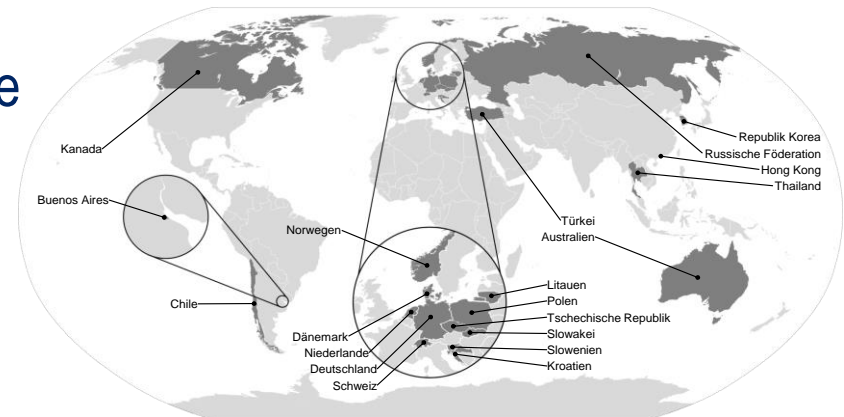 e
Kanada
Buenos Aires
Chile
Norwegen
Dänemark
Niederlande
Deutschland
Schweiz
Türkei
Australien
Litauen
Polen
Tschechische Republik
Slowakei
Slowenien
Kroatien
Republik Korea
Russische Föderation
Hong Kong
Thailand